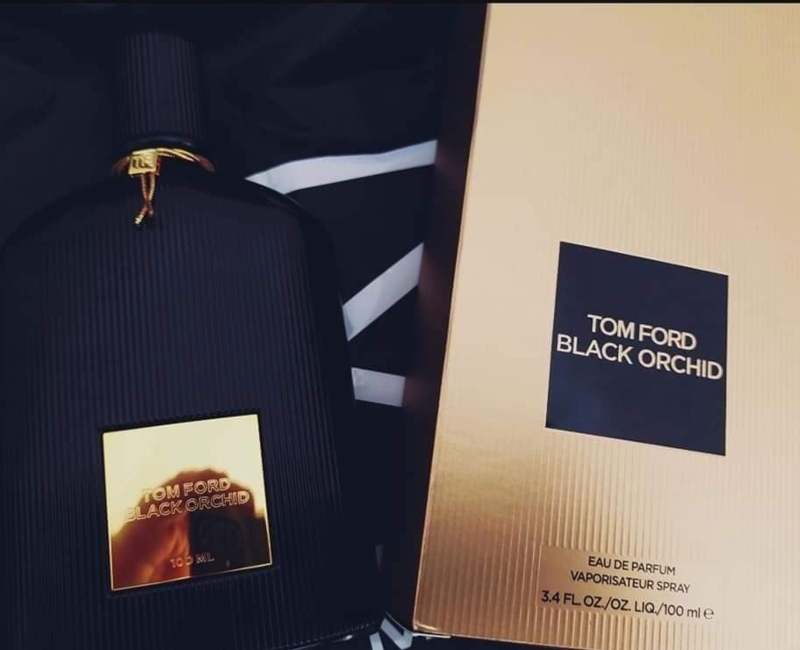 TF
TOM FORD
BLACK ORCHID
100 ML
TOM FORD
BLACK ORCHID
EAU DE PARFUM
VAPORISATEUR SPRAY
3.4 FL. OZ./OZ. LIQ./100 ml e